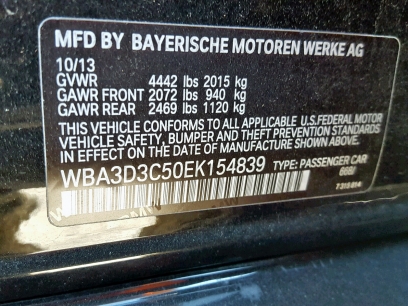 MFD BY BAYERISCHE MOTOREN WERKE AG
10/13
GVWR 4442 lbs 2015 kg
GAWR FRONT 2072 lbs 940 kg
GAWR REAR 2469 lbs 1120 kg
THIS VEHICLE CONFORMS TO ALL APPLICABLE U.S.FEDERAL MOTOR
VEHICLE SAFETY, BUMPER, AND THEFT PREVENTION STANDARDS
IN EFFECT ON THE DATE OF MANUFACTURE SHOWN ABOVE.
WBA3D3C50EK154839 TYPE: PASSENGER CAR